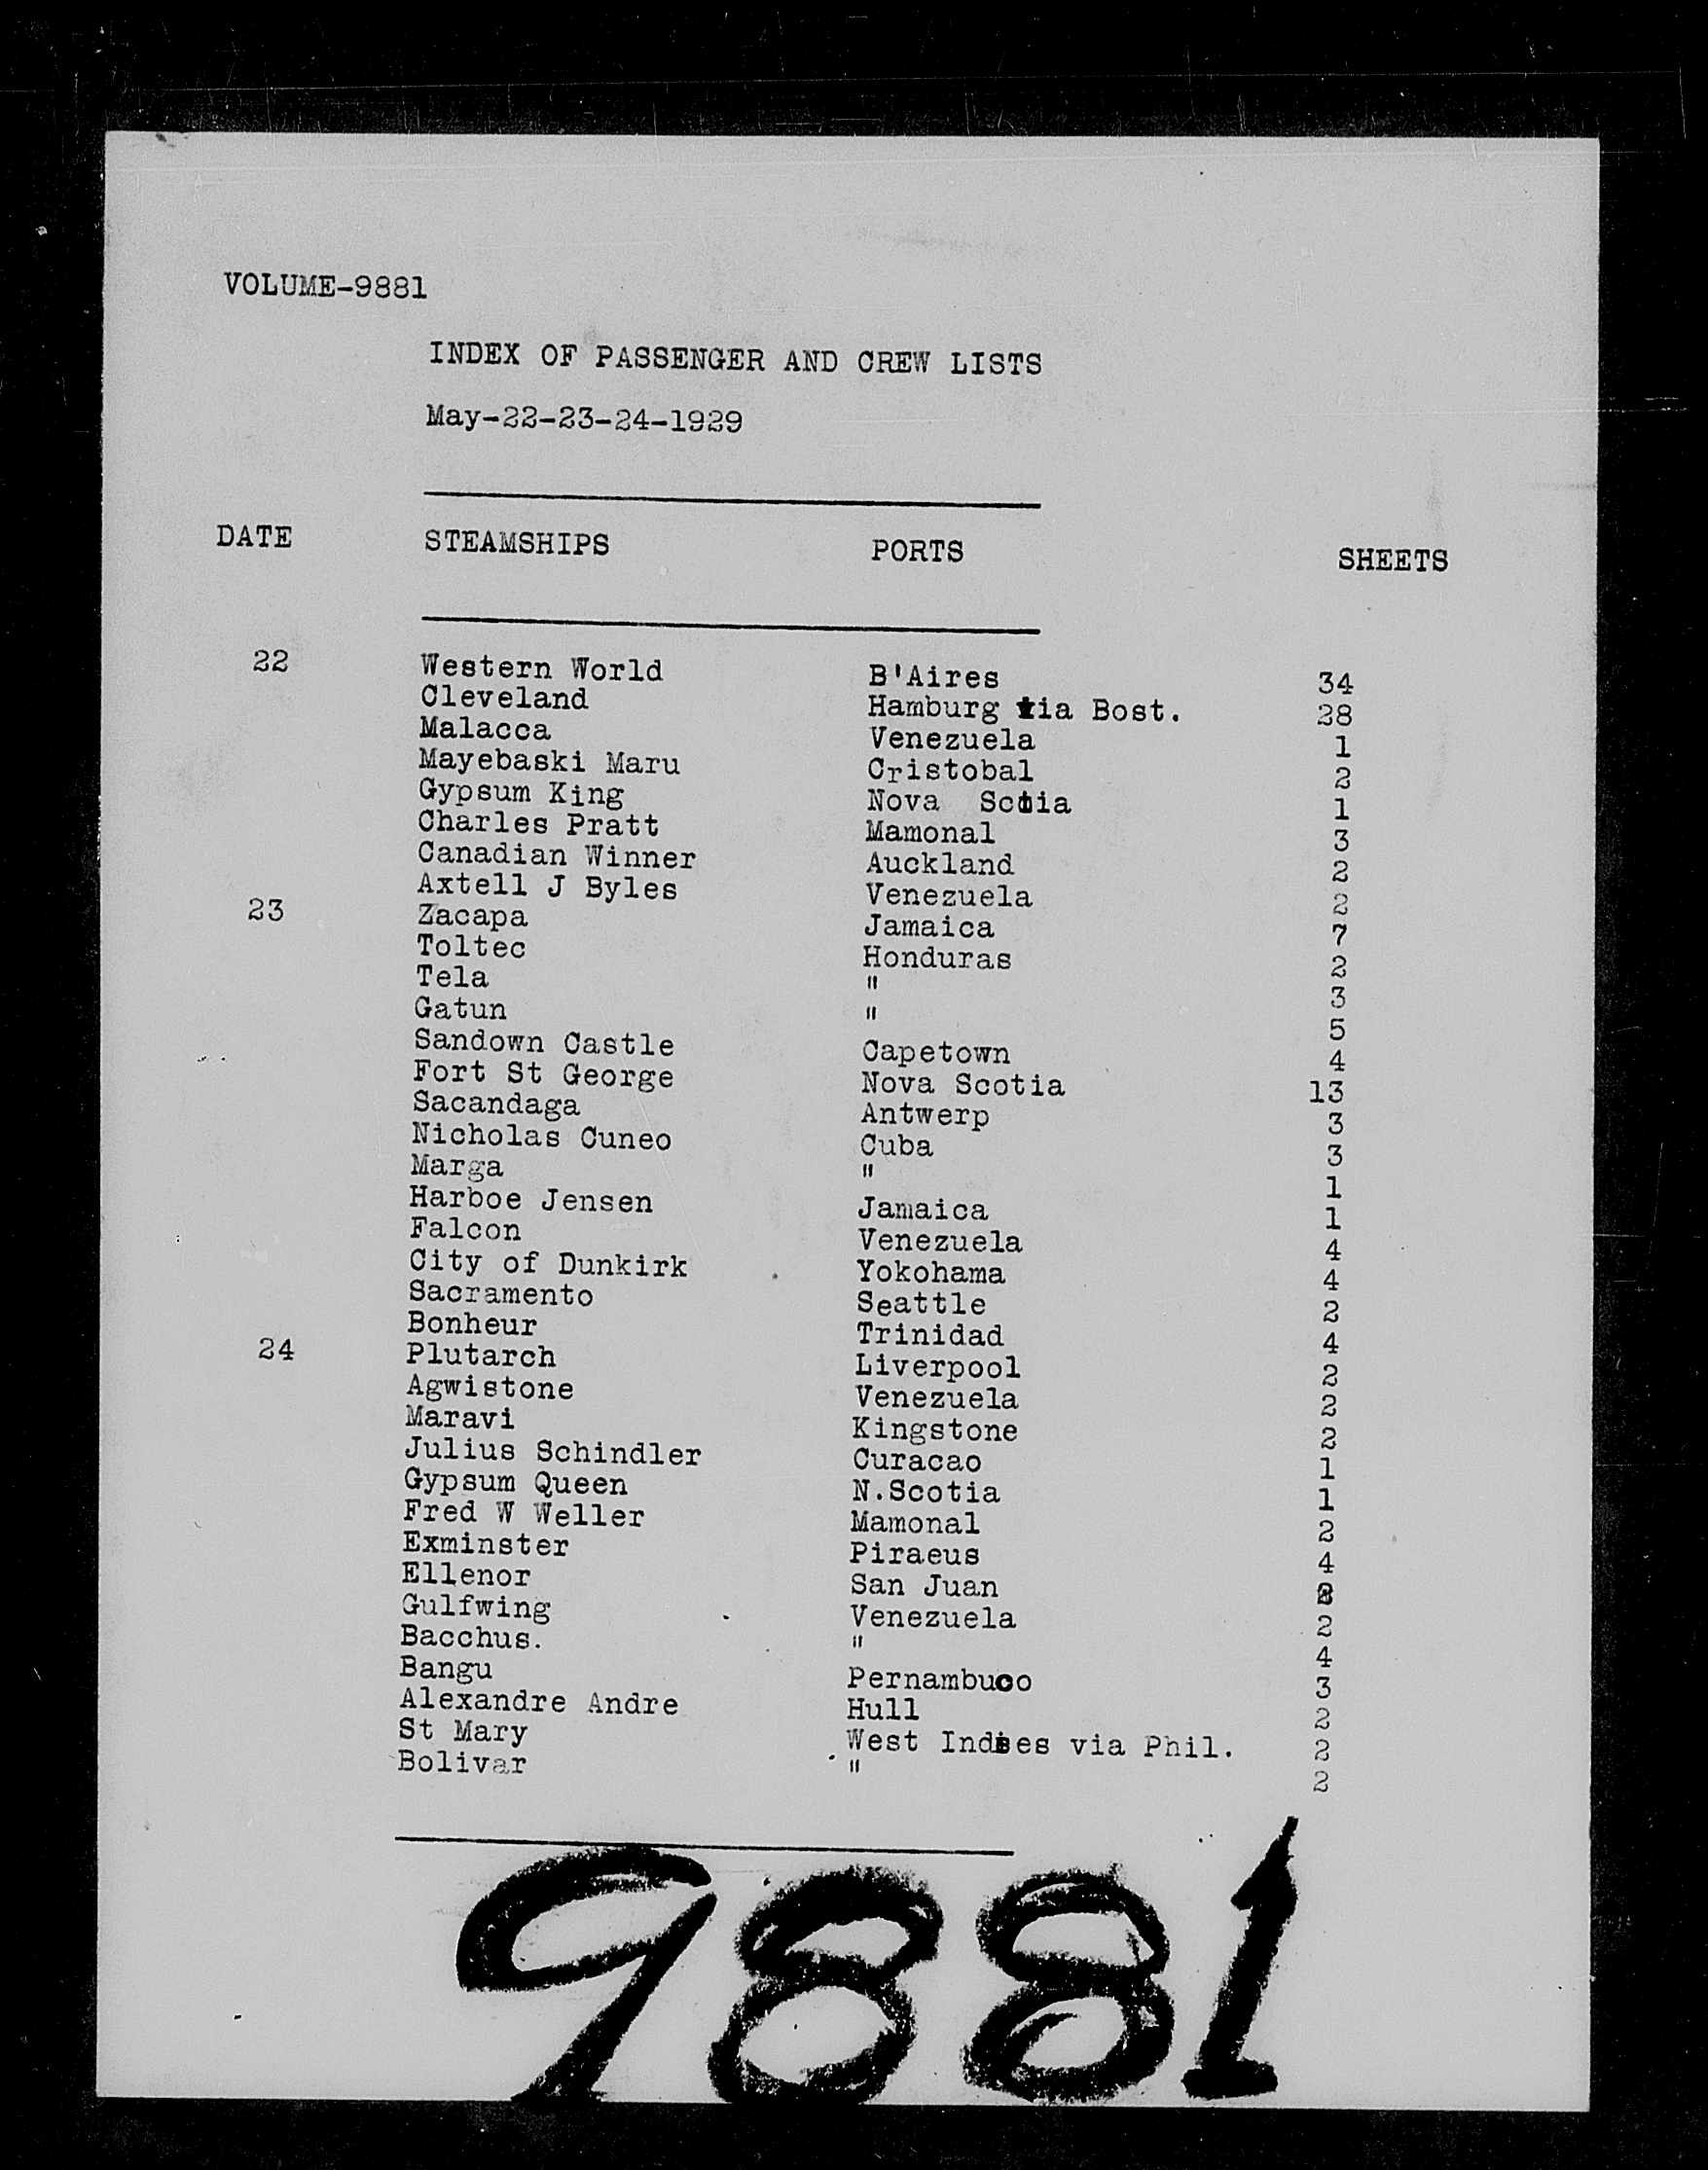 VOLUME-9881
INDEX OF PASSENGER AND CREW LISTS
May-22-23-24-1929
DATE STEAMSHIPS PORTS SHEETS
22 Western World B'Aires 34
Cleveland Hamburg via Bost. 28
Malacca Venezuela 1
Mayebaski Maru Cristobal 2
Gypsum King Nova Scotia 1
Charles Pratt Mamonal 3
Canadian Winner Auckland 2
Axtell J Byles Venezuela 2
23 Zacapa Jamaica 7
Toltec Honduras 2
Tela " 3
Gatun " 5
Sandown Castle Capetown 4
Fort St George Nova Scotia 13
Sacandaga Antwerp 3
Nicholas Cuneo Cuba 3
Marga " 1
Harboe Jensen Jamaica 1
Falcon Venezuela 4
City of Dunkirk Yokohama 4
Sacramento Seattle 2
Bonheur Trinidad 4
24 Plutarch Liverpool 2
Agwistone Venezuela 2
Maravi Kingstone 2
Julius Schindler Curacao 1
Gypsum Queen N.Scotia 1
Fred W Weller Mamonal 2
Exminster Piraeus 4
Ellenor San Juan
Gulfwing Venezuela 2
Bacchus. " 4
Bangu Pernambuco 3
Alexandre Andre Hull 2
St Mary West Indies via Phil. 2
Bolivar " 2
9881